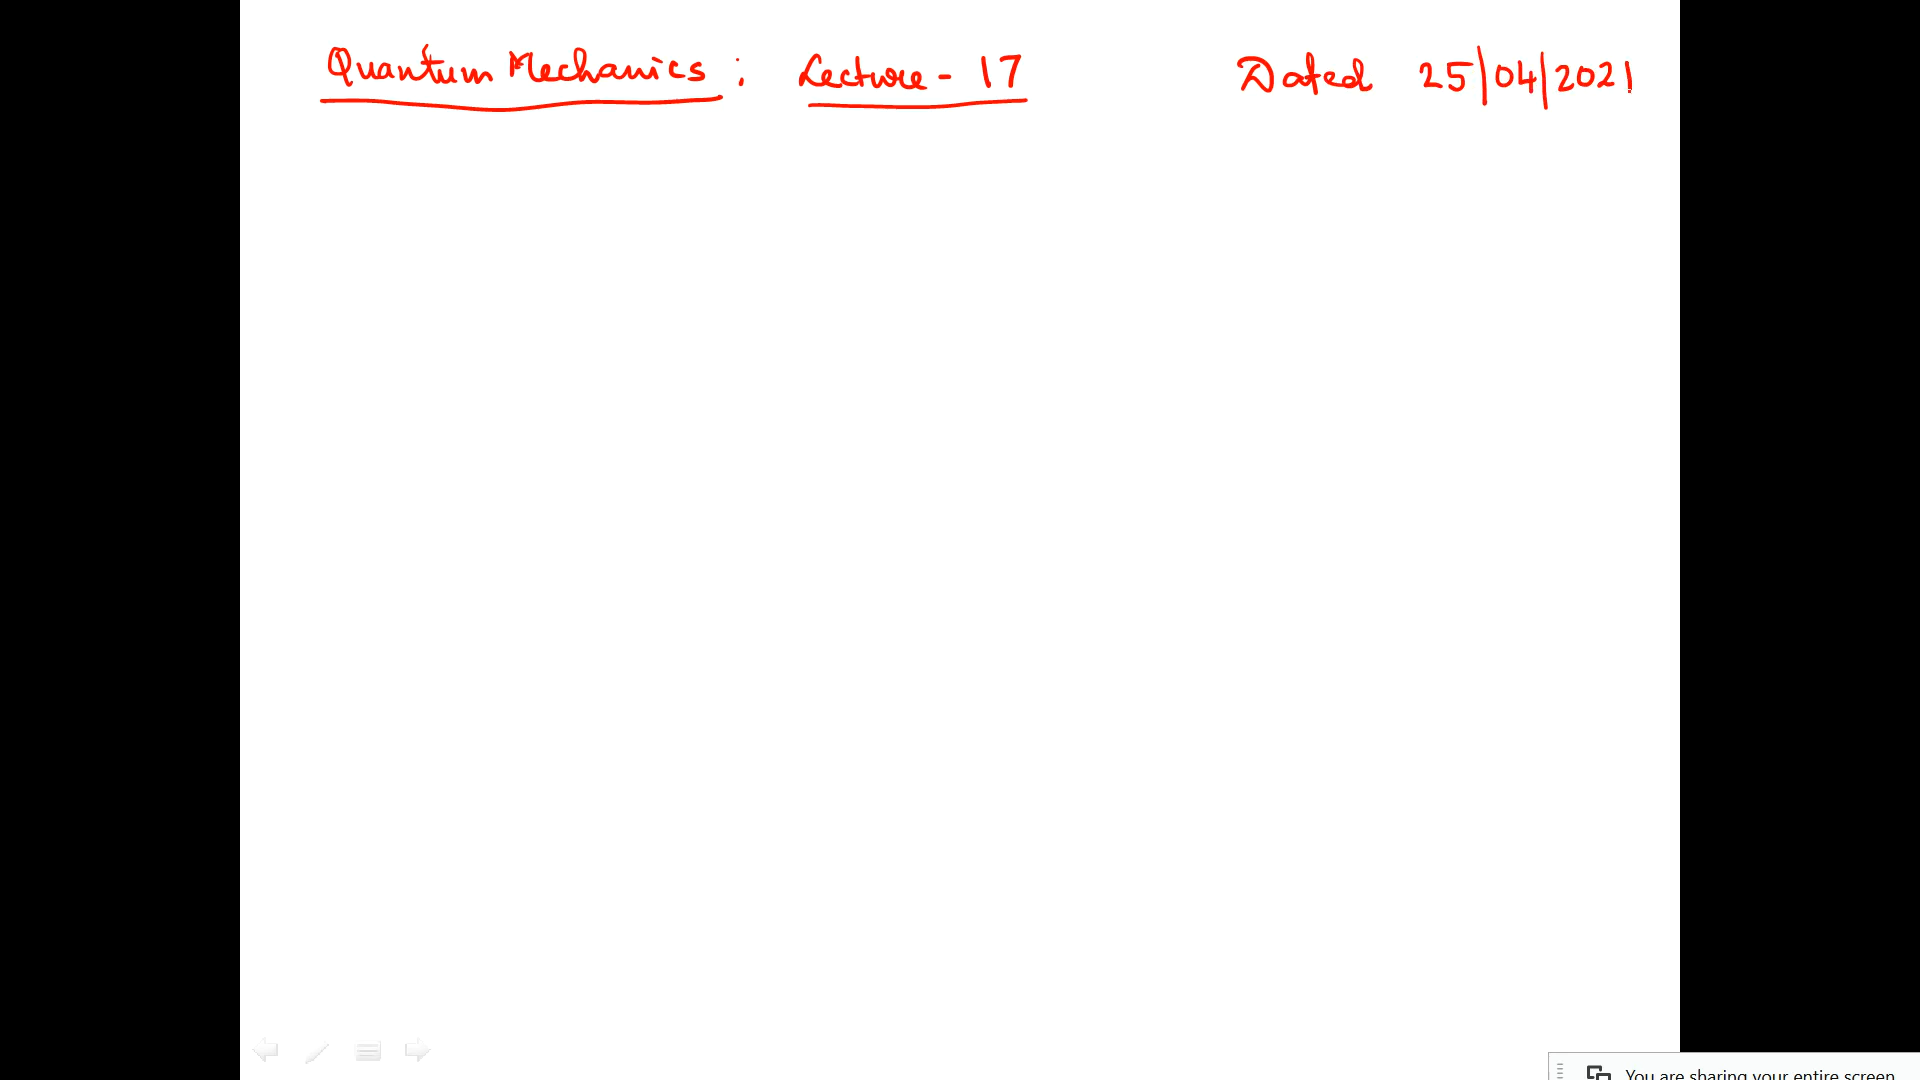 Quantum Mechanics : Lecture - 17 Dated 25/04/2021
You are sharing your entire screen